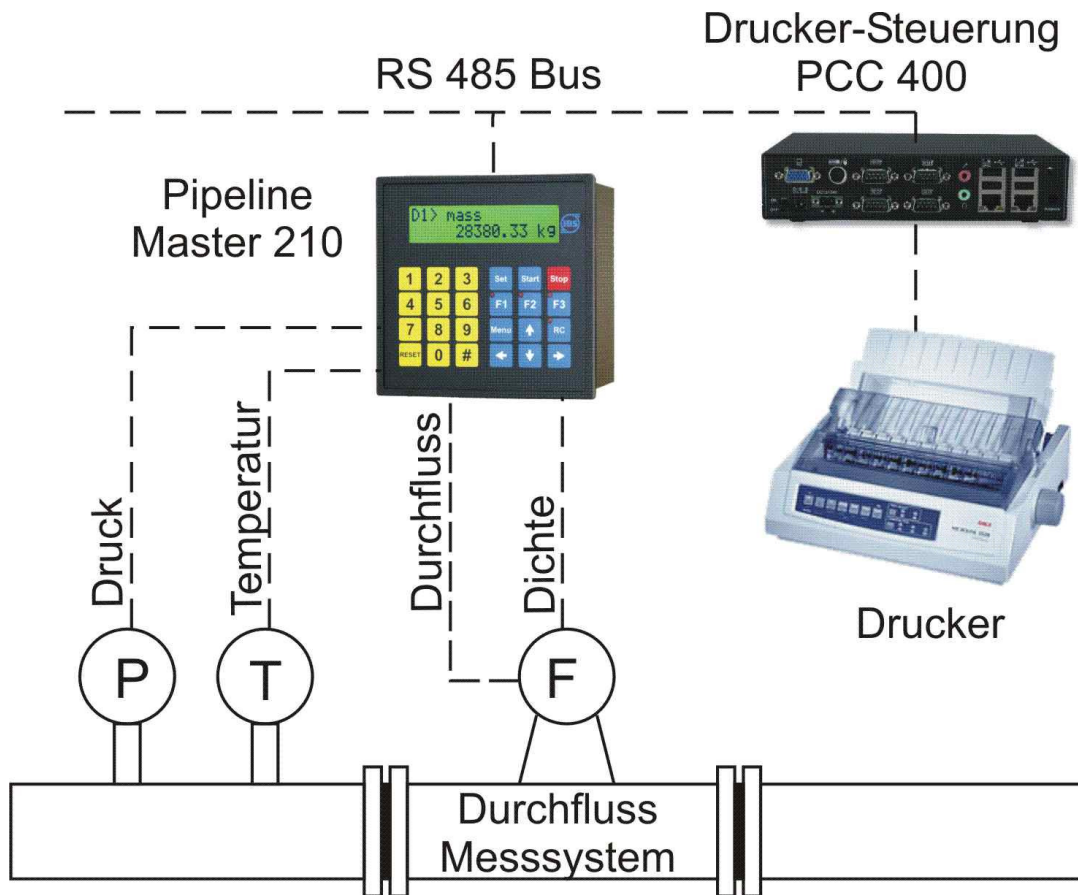 Drucker-Steuerung
PCC 400
RS 485 Bus
Pipeline
Master 210
D1> mass
28380.33 kg
JBS
1 2 3 Set Start Stop
4 5 6 F1 F2 F3
7 8 9 Menu ↑ RC
RESET 0 # ← ↓ →
Druck
Temperatur
Durchfluss
Dichte
OKI
Drucker
P
T
F
Durchfluss
Messsystem